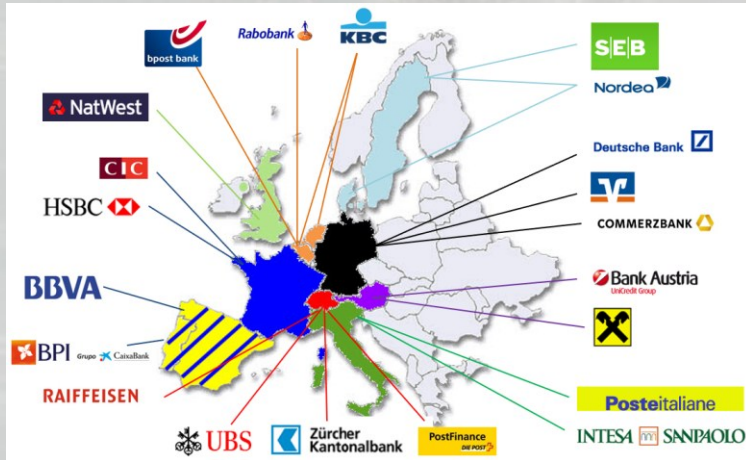 bpost bank
Rabobank
KBC
S|E|B
Nordea
NatWest
Deutsche Bank
CIC
HSBC
COMMERZBANK
Bank Austria
UniCredit Group
BBVA
BPI Grupo CaixaBank
RAIFFEISEN
Posteitaliane
UBS
Zürcher
Kantonalbank
PostFinance
DIE POST
INTESA SANPAOLO